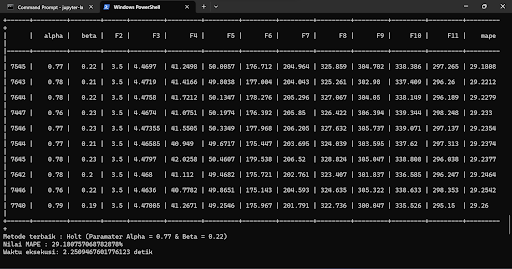 Command Prompt - jupyter-la
Windows PowerShell
| | alpha | beta | F2 | F3 | F4 | F5 | F6 | F7 | F8 | F9 | F10 | F11 | mape |
| 7545 | 0.77 | 0.22 | 3.5 | 4.4697 | 41.2498 | 50.0057 | 176.712 | 204.964 | 325.859 | 304.702 | 338.386 | 297.265 | 29.1808 |
| 7643 | 0.78 | 0.21 | 3.5 | 4.4719 | 41.4166 | 49.8038 | 177.004 | 204.043 | 325.261 | 302.98 | 337.409 | 296.26 | 29.2212 |
| 7644 | 0.78 | 0.22 | 3.5 | 4.4758 | 41.7212 | 50.1347 | 178.276 | 205.296 | 327.067 | 304.05 | 338.149 | 296.189 | 29.2279 |
| 7447 | 0.76 | 0.23 | 3.5 | 4.4674 | 41.0751 | 50.1974 | 176.392 | 205.85 | 326.422 | 306.394 | 339.344 | 298.248 | 29.233 |
| 7546 | 0.77 | 0.23 | 3.5 | 4.47355 | 41.5505 | 50.3349 | 177.968 | 206.205 | 327.632 | 305.737 | 339.071 | 297.137 | 29.2354 |
| 7544 | 0.77 | 0.21 | 3.5 | 4.46585 | 40.949 | 49.6717 | 175.447 | 203.695 | 324.039 | 303.595 | 337.62 | 297.313 | 29.2374 |
| 7645 | 0.78 | 0.23 | 3.5 | 4.4797 | 42.0258 | 50.4607 | 179.538 | 206.52 | 328.824 | 305.047 | 338.808 | 296.038 | 29.2377 |
| 7642 | 0.78 | 0.2 | 3.5 | 4.468 | 41.112 | 49.4682 | 175.721 | 202.761 | 323.407 | 301.837 | 336.585 | 296.247 | 29.2464 |
| 7446 | 0.76 | 0.22 | 3.5 | 4.4636 | 40.7782 | 49.8651 | 175.143 | 204.593 | 324.635 | 305.322 | 338.633 | 298.353 | 29.2542 |
| 7740 | 0.79 | 0.19 | 3.5 | 4.47005 | 41.2671 | 49.2546 | 175.967 | 201.791 | 322.736 | 300.047 | 335.526 | 295.15 | 29.26 |
Metode terbaik : Holt (Paramater Alpha = 0.77 & Beta = 0.22)
Nilai MAPE : 29.180757068782878%
Waktu eksekusi: 2.2509467601776123 detik